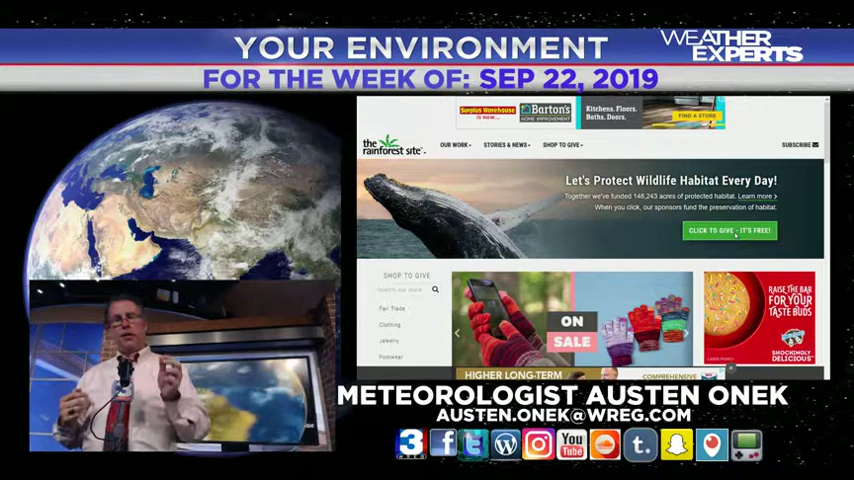 YOUR ENVIRONMENT
WEATHER
EXPERTS
FOR THE WEEK OF: SEP 22, 2019
SURPLUS WAREHOUSE
Barton's
HOME IMPROVEMENT
Kitchens. Floors.
Baths. Doors.
FIND A STORE
the
rainforest site
OUR WORK
STORIES & NEWS
SHOP TO GIVE
SUBSCRIBE
Let's Protect Wildlife Habitat Every Day!
Together we've funded 148,243 acres of protected habitat. Learn more >
When you click, our sponsors fund the preservation of habitat.
CLICK TO GIVE - IT'S FREE!
SHOP TO GIVE
Search our store
Fair Trade
Clothing
Jewelry
Footwear
ON
SALE
RAISE THE BAR
FOR YOUR
TASTE BUDS
SHOCKINGLY
DELICIOUS
HIGHER LONG-TERM
COMPREHENSIVE
METEOROLOGIST AUSTEN ONEK
AUSTEN.ONEK@WREG.COM
3
f
You
Tube
t.